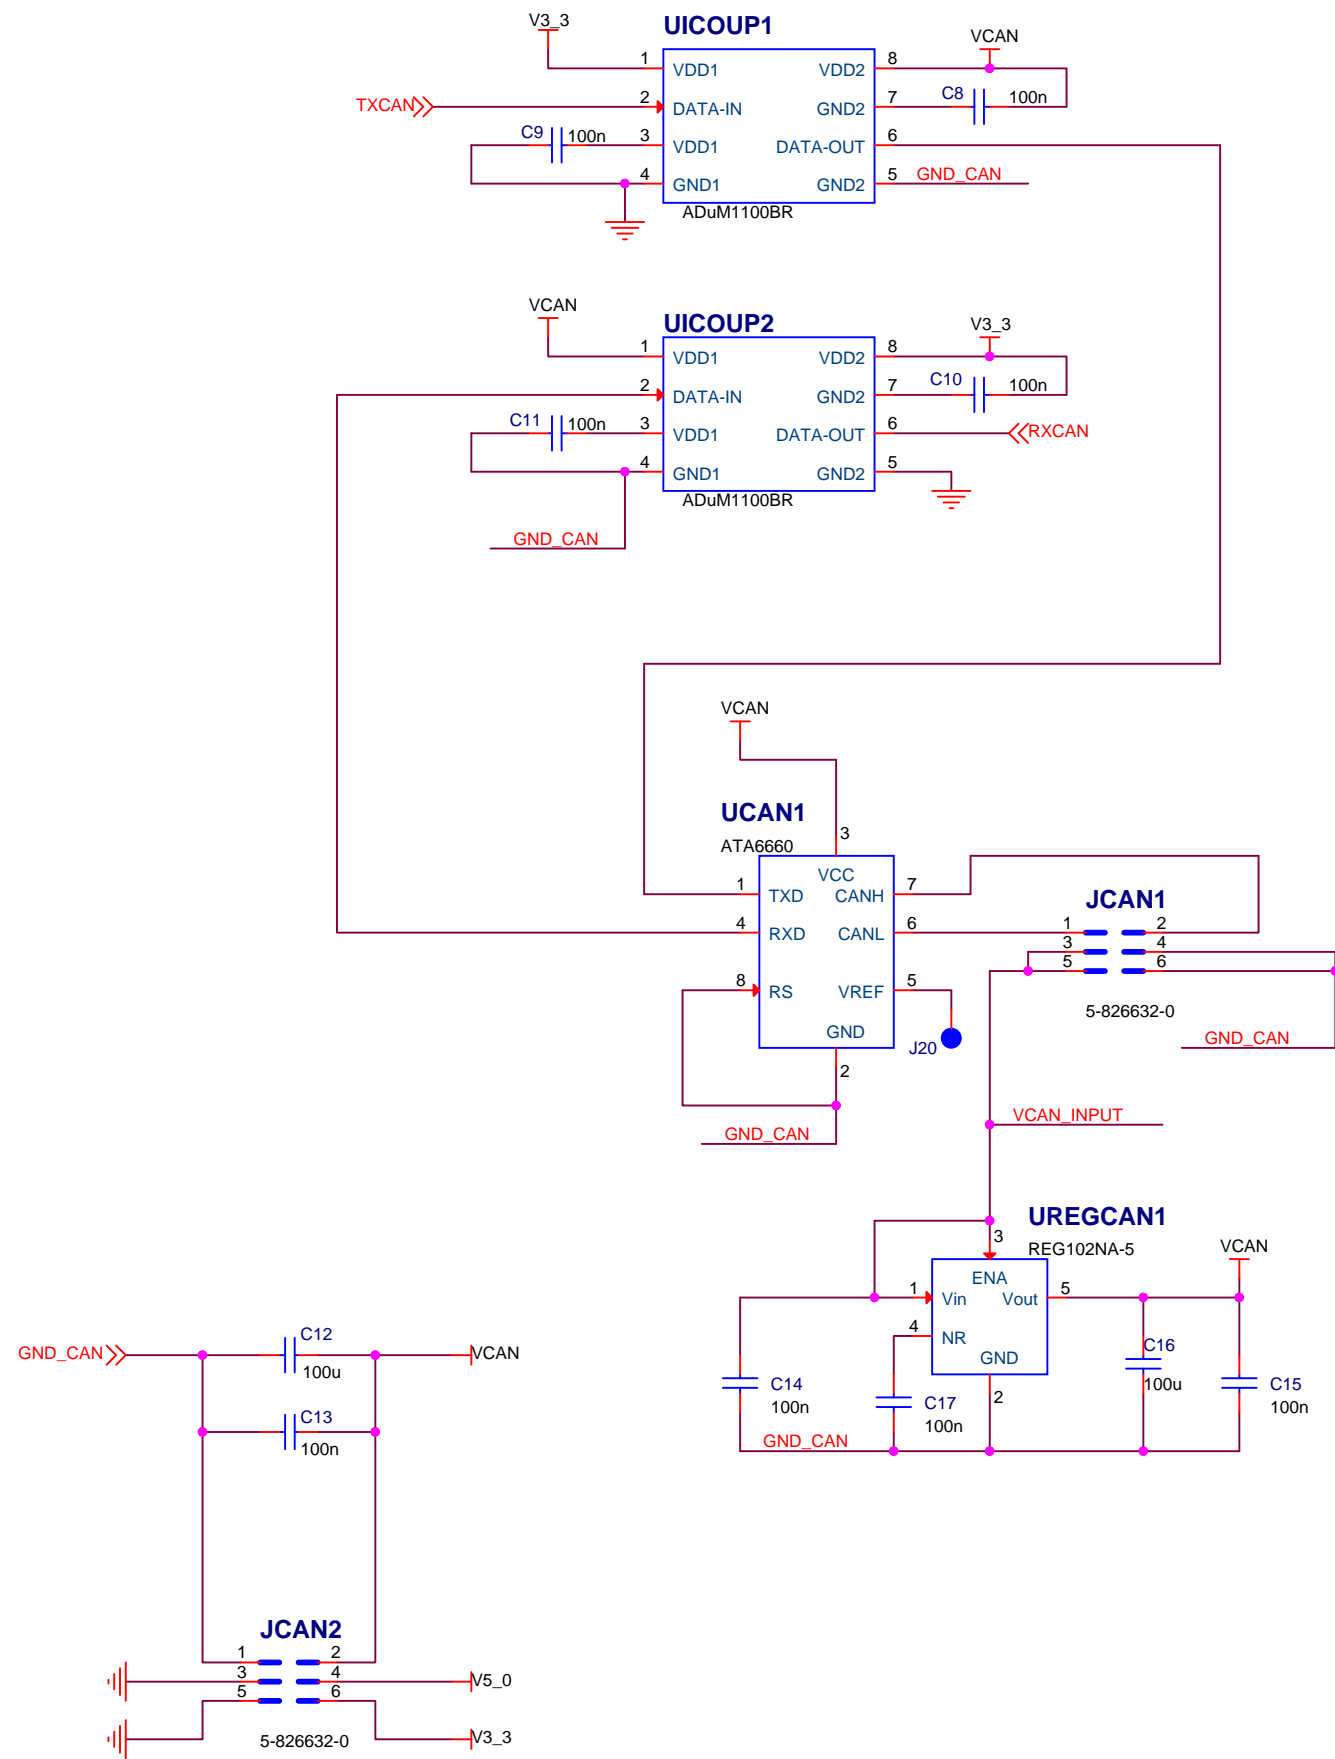 UICOUP1
V3_3
VCAN
1 VDD1 VDD2 8
TXCAN 2 DATA-IN GND2 7 C8 100n
C9 100n 3 VDD1 DATA-OUT 6
4 GND1 GND2 5 GND_CAN
ADuM1100BR
VCAN
UICOUP2
V3_3
1 VDD1 VDD2 8
2 DATA-IN GND2 7 C10 100n
C11 100n 3 VDD1 DATA-OUT 6 RXCAN
4 GND1 GND2 5
ADuM1100BR
GND_CAN
VCAN
UCAN1
ATA6660
3
VCC
1 TXD CANH 7
4 RXD CANL 6
8 RS VREF 5
GND
2
J20
GND_CAN
JCAN1
1 2
3 4
5 6
5-826632-0
GND_CAN
VCAN_INPUT
UREGCAN1
REG102NA-5
VCAN
3
ENA
1 Vin Vout 5
4 NR
GND
2
C14
100n
C17
100n
C16
100u
C15
100n
GND_CAN
GND_CAN C12 VCAN
100u
C13
100n
JCAN2
1 2
3 4 V5_0
5 6
5-826632-0
V3_3